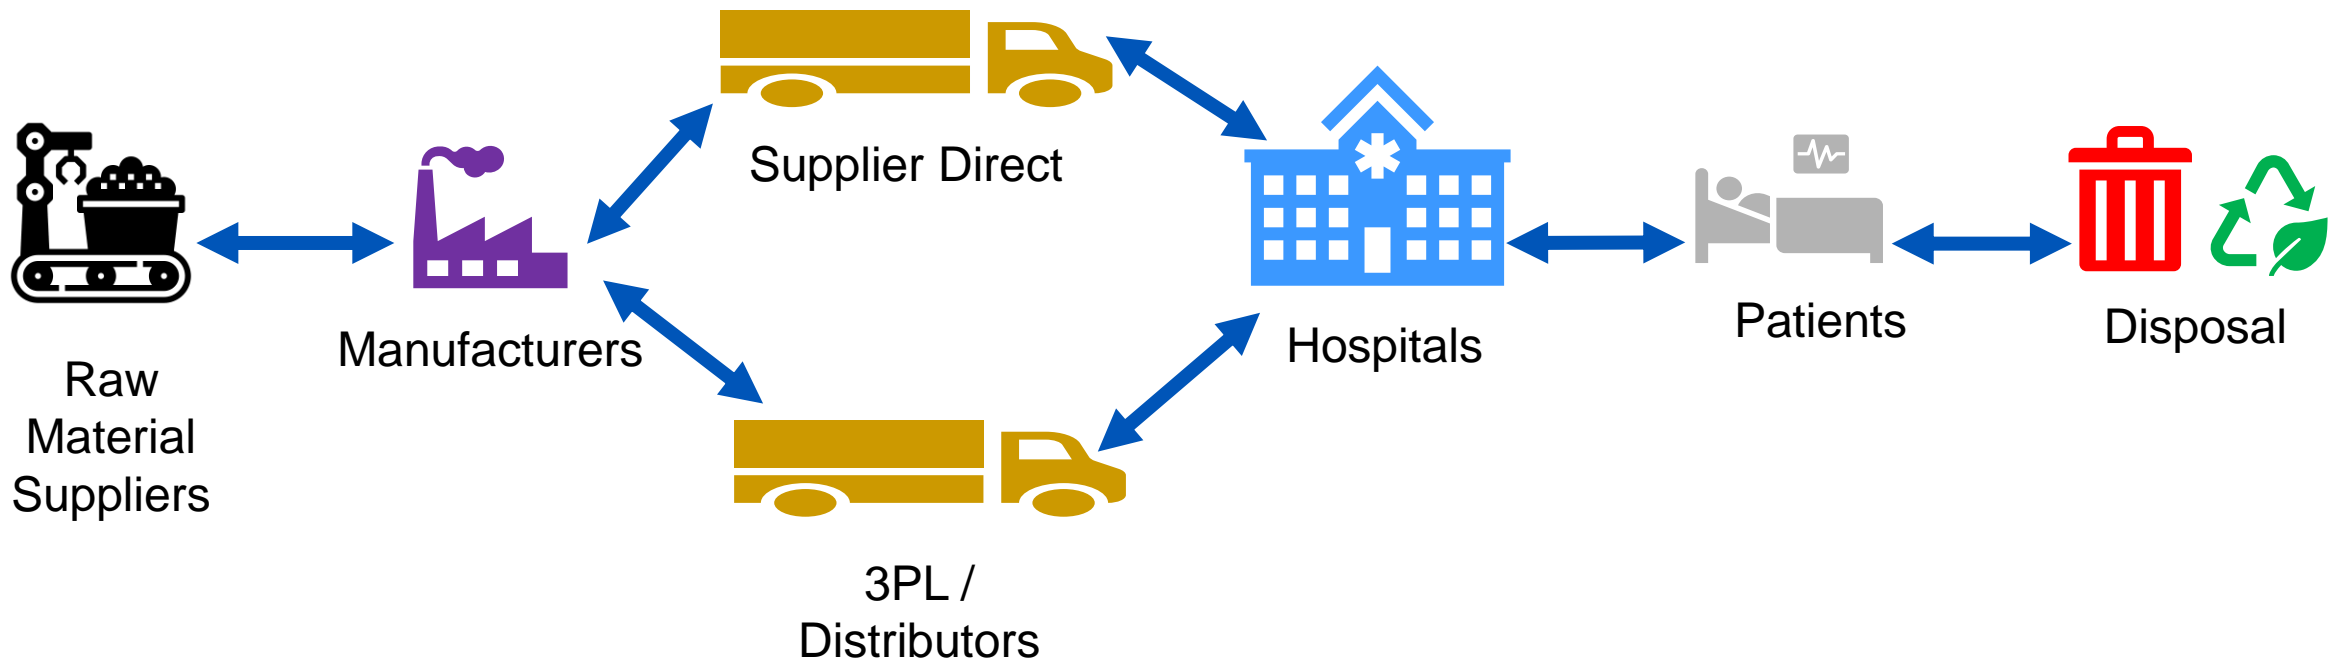 Raw
Material
Suppliers
Manufacturers
Supplier Direct
3PL /
Distributors
Hospitals
Patients
Disposal